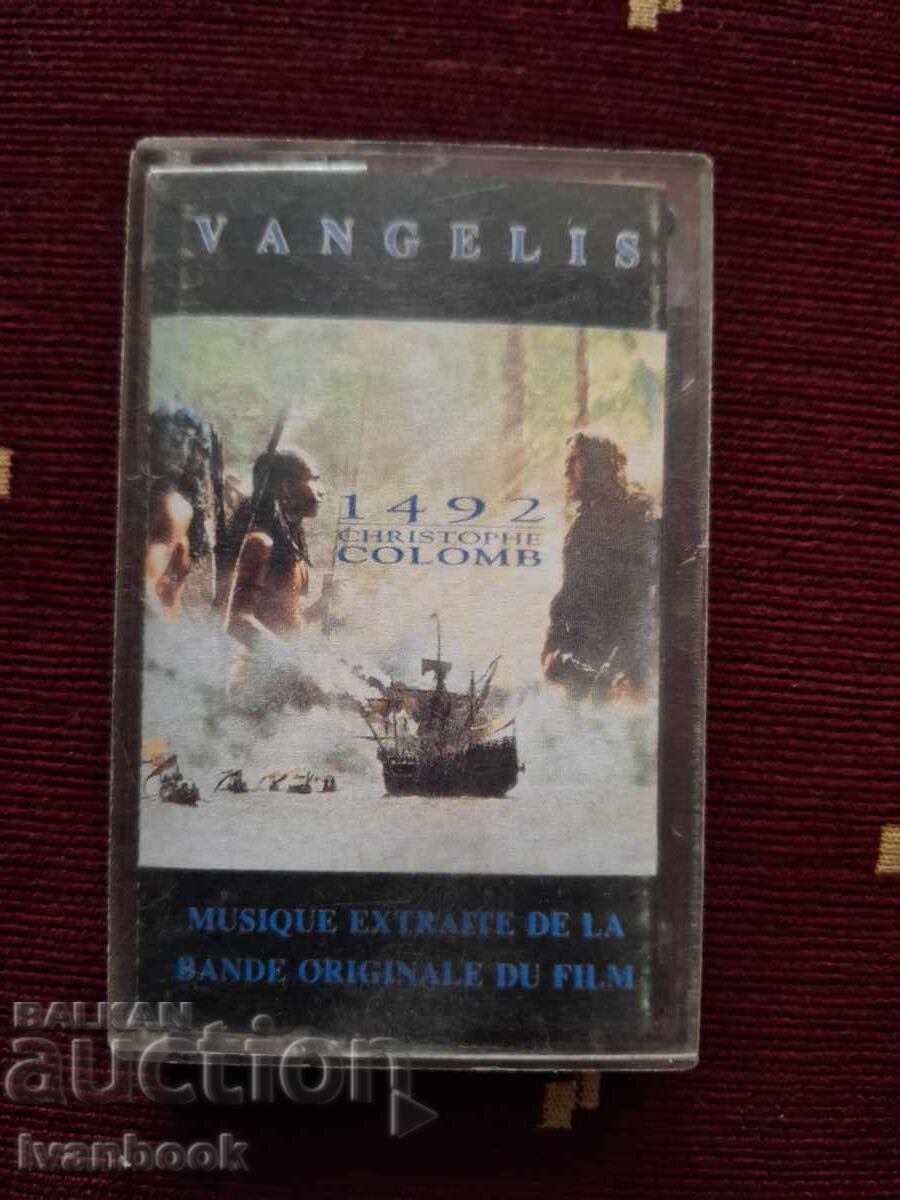 VANGELIS
1492
CHRISTOPHE
COLOMB
MUSIQUE EXTRAITE DE LA
BANDE ORIGINALE DU FILM
BALKAN
auction
Ivanbook